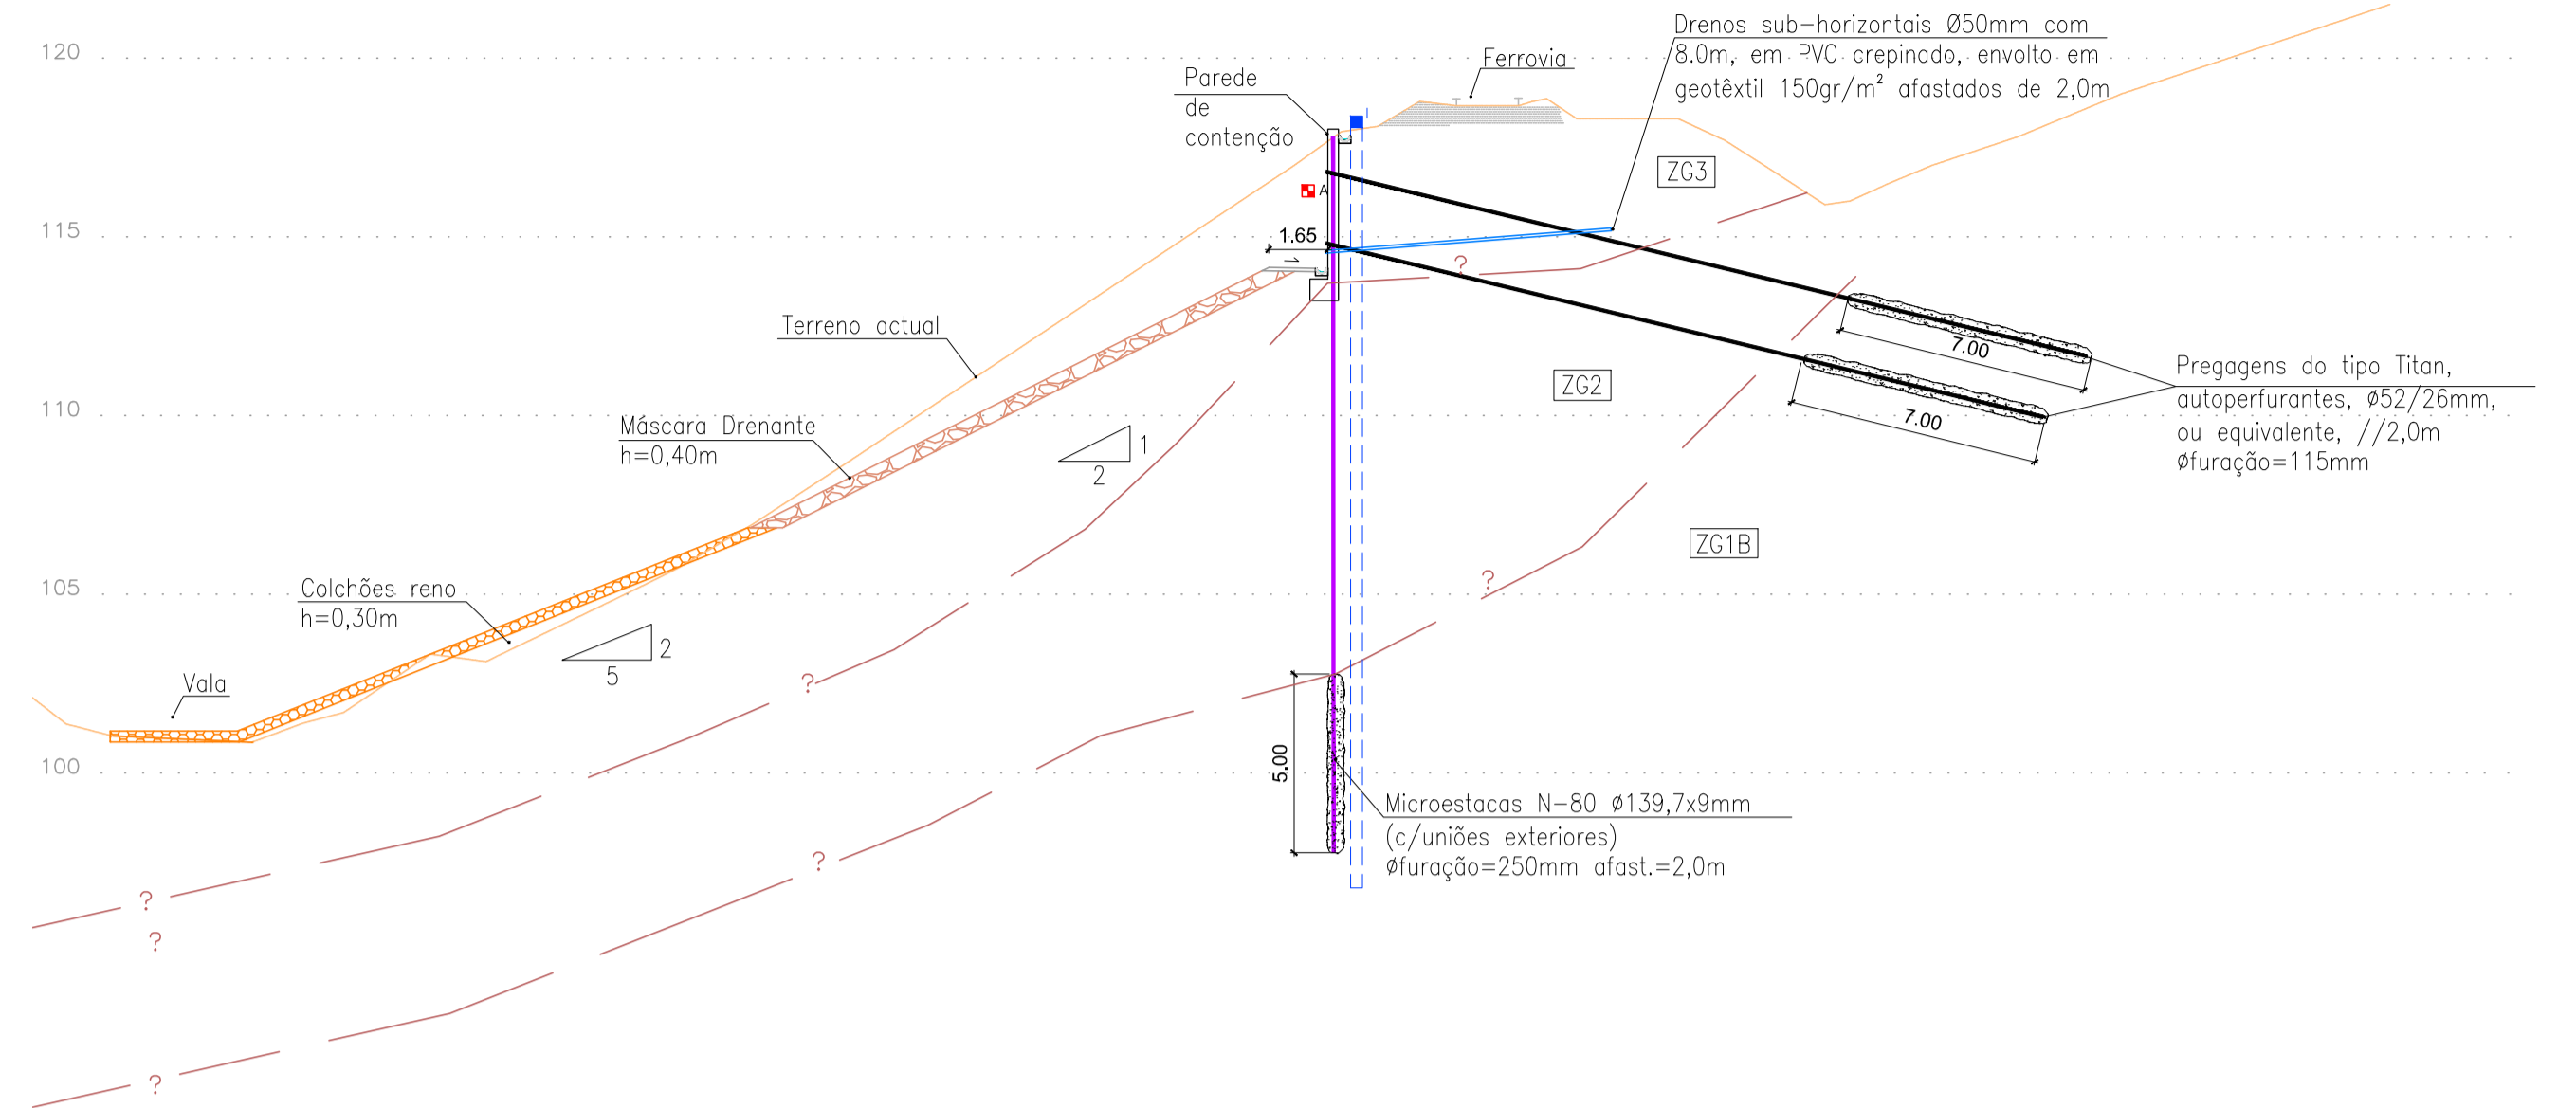 Drenos sub-horizontais Ø50mm com
8.0m, em PVC crepinado, envolto em
geotêxtil 150gr/m² afastados de 2,0m
Ferrovia
120
Parede
de
contenção
ZG3
A
115
1.65
1
?
Terreno actual
7.00
Pregagens do tipo Titan,
autoperfurantes, ø52/26mm,
ou equivalente, //2,0m
øfuração=115mm
ZG2
110
7.00
Máscara Drenante
h=0,40m
1
2
ZG1B
105
?
Colchões reno
h=0,30m
2
5
Vala
?
100
5.00
Microestacas N-80 ø139,7x9mm
(c/uniões exteriores)
øfuração=250mm afast.=2,0m
?
?
?
?